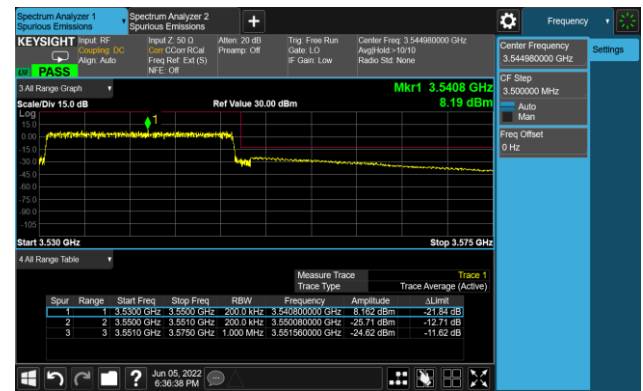 Spectrum Analyzer 1
Spurious Emissions
Spectrum Analyzer 2
Spurious Emissions
+
Frequency
KEYSIGHT
Input: RF
Coupling: DC
Align: Auto
Input Z: 50 Ω
Corr CCorr RCal
Freq Ref: Ext (S)
NFE: Off
Atten: 20 dB
Preamp: Off
Trig: Free Run
Gate: LO
IF Gain: Low
Center Freq: 3.544980000 GHz
Avg|Hold:>10/10
Radio Std: None
PASS
Center Frequency
3.544980000 GHz
Settings
CF Step
3.500000 MHz
Auto
Man
Freq Offset
0 Hz
3 All Range Graph
Mkr1 3.5408 GHz
8.19 dBm
Scale/Div 15.0 dB
Ref Value 30.00 dBm
Log
15.0
0.00
-15.0
-30.0
-45.0
-60.0
-75.0
-90.0
-105
1
Start 3.530 GHz
Stop 3.575 GHz
4 All Range Table
Measure Trace Trace 1
Trace Type Trace Average (Active)
Spur Range Start Freq Stop Freq RBW Frequency Amplitude ΔLimit
1 1 3.5300 GHz 3.5500 GHz 200.0 kHz 3.540800000 GHz 8.162 dBm -21.84 dB
2 2 3.5500 GHz 3.5510 GHz 200.0 kHz 3.550080000 GHz -25.71 dBm -12.71 dB
3 3 3.5510 GHz 3.5750 GHz 1.000 MHz 3.551560000 GHz -24.62 dBm -11.62 dB
?
Jun 05, 2022
6:36:38 PM